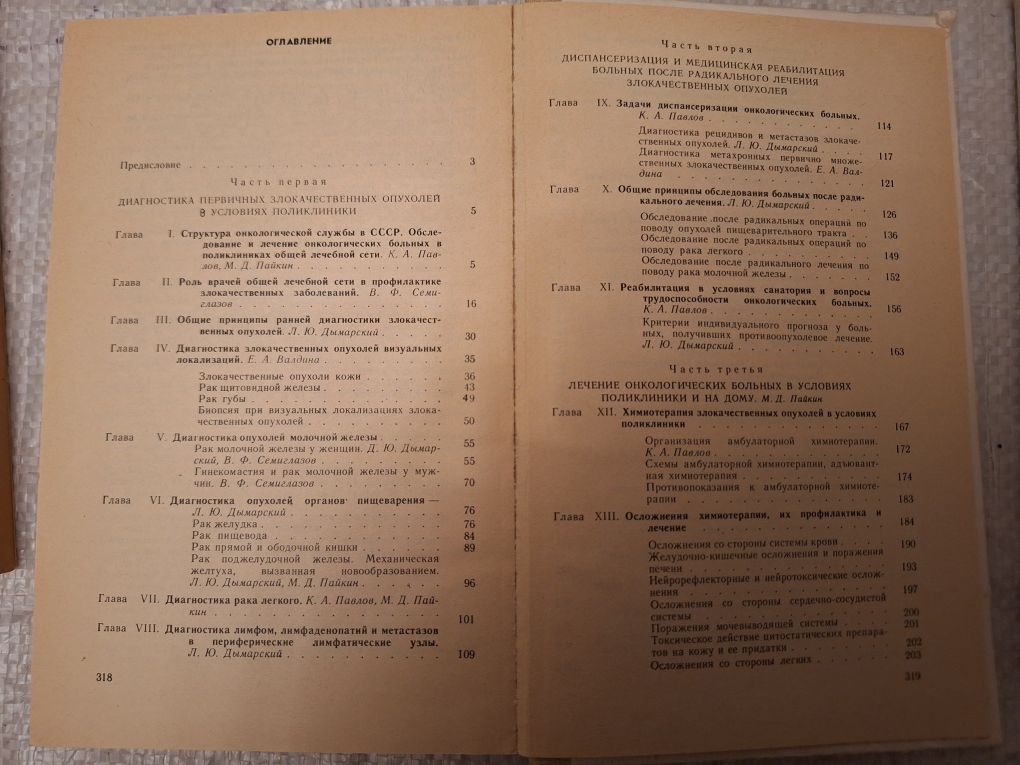 ОГЛАВЛЕНИЕ
Предисловие . . . . . . . . . . . . . . . . . 3
Часть первая
ДИАГНОСТИКА ПЕРВИЧНЫХ ЗЛОКАЧЕСТВЕННЫХ ОПУХОЛЕЙ
В УСЛОВИЯХ ПОЛИКЛИНИКИ . . . . . . . . 5
Глава I. Структура онкологической службы в СССР. Обсле-
дование и лечение онкологических больных в
поликлиниках общей лечебной сети. К. А. Пав-
лов, М. Д. Пайкин . . . . . . . . . . 5
Глава II. Роль врачей общей лечебной сети в профилактике
злокачественных заболеваний. В. Ф. Семи-
глазов . . . . . . . . . . . . . . 16
Глава III. Общие принципы ранней диагностики злокачест-
венных опухолей. Л. Ю. Дымарский . . . . 30
Глава IV. Диагностика злокачественных опухолей визуальных
локализаций. Е. А. Валдина . . . . . . . 35
Злокачественные опухоли кожи . . . . . . 36
Рак щитовидной железы . . . . . . . . 43
Рак губы . . . . . . . . . . . . . 49
Биопсия при визуальных локализациях злока-
чественных опухолей . . . . . . . . . 50
Глава V. Диагностика опухолей молочной железы . . . . 55
Рак молочной железы у женщин. Д. Ю. Дымар-
ский, В. Ф. Семиглазов . . . . . . . . 55
Гинекомастия и рак молочной железы у муж-
чин. В. Ф. Семиглазов . . . . . . . . 70
Глава VI. Диагностика опухолей органов пищеварения —
Л. Ю. Дымарский . . . . . . . . . . 76
Рак желудка . . . . . . . . . . . . 76
Рак пищевода . . . . . . . . . . . . 84
Рак прямой и ободочной кишки . . . . . . 89
Рак поджелудочной железы. Механическая
желтуха, вызванная новообразованием.
Л. Ю. Дымарский, М. Д. Пайкин . . . . . 96
Глава VII. Диагностика рака легкого. К. А. Павлов, М. Д. Пай-
кин . . . . . . . . . . . . . . . 101
Глава VIII. Диагностика лимфом, лимфаденопатий и метастазов
в периферические лимфатические узлы.
Л. Ю. Дымарский . . . . . . . . . . 109
318
Часть вторая
ДИСПАНСЕРИЗАЦИЯ И МЕДИЦИНСКАЯ РЕАБИЛИТАЦИЯ
БОЛЬНЫХ ПОСЛЕ РАДИКАЛЬНОГО ЛЕЧЕНИЯ
ЗЛОКАЧЕСТВЕННЫХ ОПУХОЛЕЙ
Глава IX. Задачи диспансеризации онкологических больных.
К. А. Павлов . . . . . . . . . . . . 114
Диагностика рецидивов и метастазов злокаче-
ственных опухолей. Л. Ю. Дымарский . . . . 117
Диагностика метахронных первично множе-
ственных злокачественных опухолей. Е. А. Вал-
дина . . . . . . . . . . . . . . . 121
Глава X. Общие принципы обследования больных после ради-
кального лечения. Л. Ю. Дымарский . . . . . 126
Обследование после радикальных операций по
поводу опухолей пищеварительного тракта . . 136
Обследование после радикальных операций по
поводу рака легкого . . . . . . . . . 149
Обследование после радикального лечения по
поводу рака молочной железы . . . . . . 152
Глава XI. Реабилитация в условиях санатория и вопросы
трудоспособности онкологических больных.
К. А. Павлов . . . . . . . . . . . . 156
Критерии индивидуального прогноза у боль-
ных, получивших противоопухолевое лечение.
Л. Ю. Дымарский . . . . . . . . . . 163
Часть третья
ЛЕЧЕНИЕ ОНКОЛОГИЧЕСКИХ БОЛЬНЫХ В УСЛОВИЯХ
ПОЛИКЛИНИКИ И НА ДОМУ. М. Д. Пайкин
Глава XII. Химиотерапия злокачественных опухолей в условиях
поликлиники . . . . . . . . . . . . 167
Организация амбулаторной химиотерапии.
К. А. Павлов . . . . . . . . . . . . 172
Схемы амбулаторной химиотерапии, адъювант-
ная химиотерапия . . . . . . . . . . 174
Противопоказания к амбулаторной химиоте-
рапии . . . . . . . . . . . . . . 183
Глава XIII. Осложнения химиотерапии, их профилактика и
лечение . . . . . . . . . . . . . 184
Осложнения со стороны системы крови . . . . 190
Желудочно-кишечные осложнения и поражения
печени . . . . . . . . . . . . . . 193
Нейрорефлекторные и нейротоксические ослож-
нения . . . . . . . . . . . . . . 197
Осложнения со стороны сердечно-сосудистой
системы . . . . . . . . . . . . . 200
Поражения мочевыводящей системы . . . . . 201
Токсическое действие цитостатических препара-
тов на кожу и ее придатки . . . . . . . 202
Осложнения со стороны легких . . . . . . 203
319